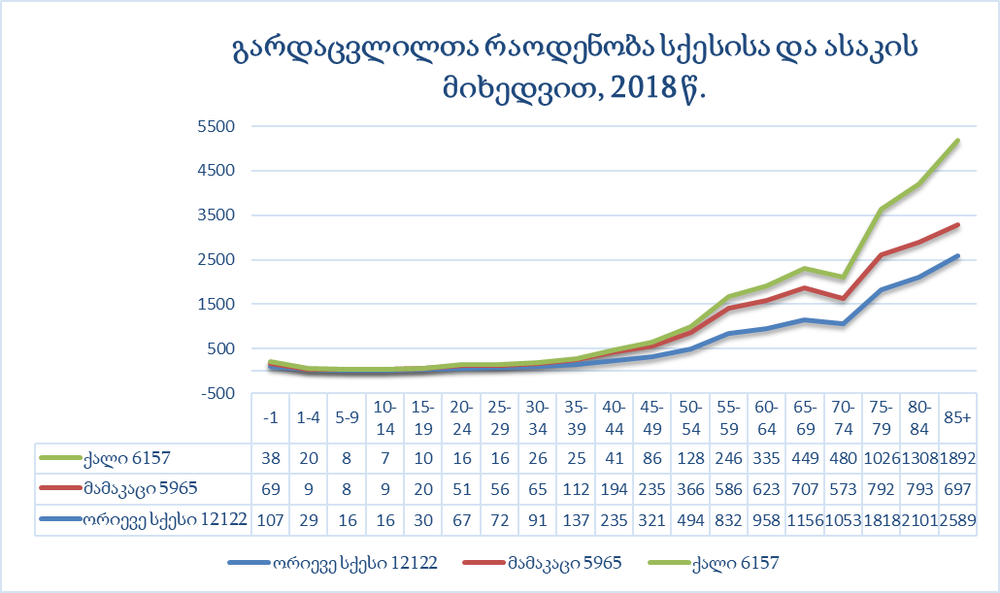 გარდაცვლილთა რაოდენობა სქესისა და ასაკის
მიხედვით, 2018 წ.
5500
4500
3500
2500
1500
500
-500
-1 1-4 5-9 10-14 15-19 20-24 25-29 30-34 35-39 40-44 45-49 50-54 55-59 60-64 65-69 70-74 75-79 80-84 85+
ქალი 6157 38 20 8 7 10 16 16 26 25 41 86 128 246 335 449 480 1026 1308 1892
მამაკაცი 5965 69 9 8 9 20 51 56 65 112 194 235 366 586 623 707 573 792 793 697
ორივე სქესი 12122 107 29 16 16 30 67 72 91 137 235 321 494 832 958 1156 1053 1818 2101 2589
ორივე სქესი 12122 მამაკაცი 5965 ქალი 6157